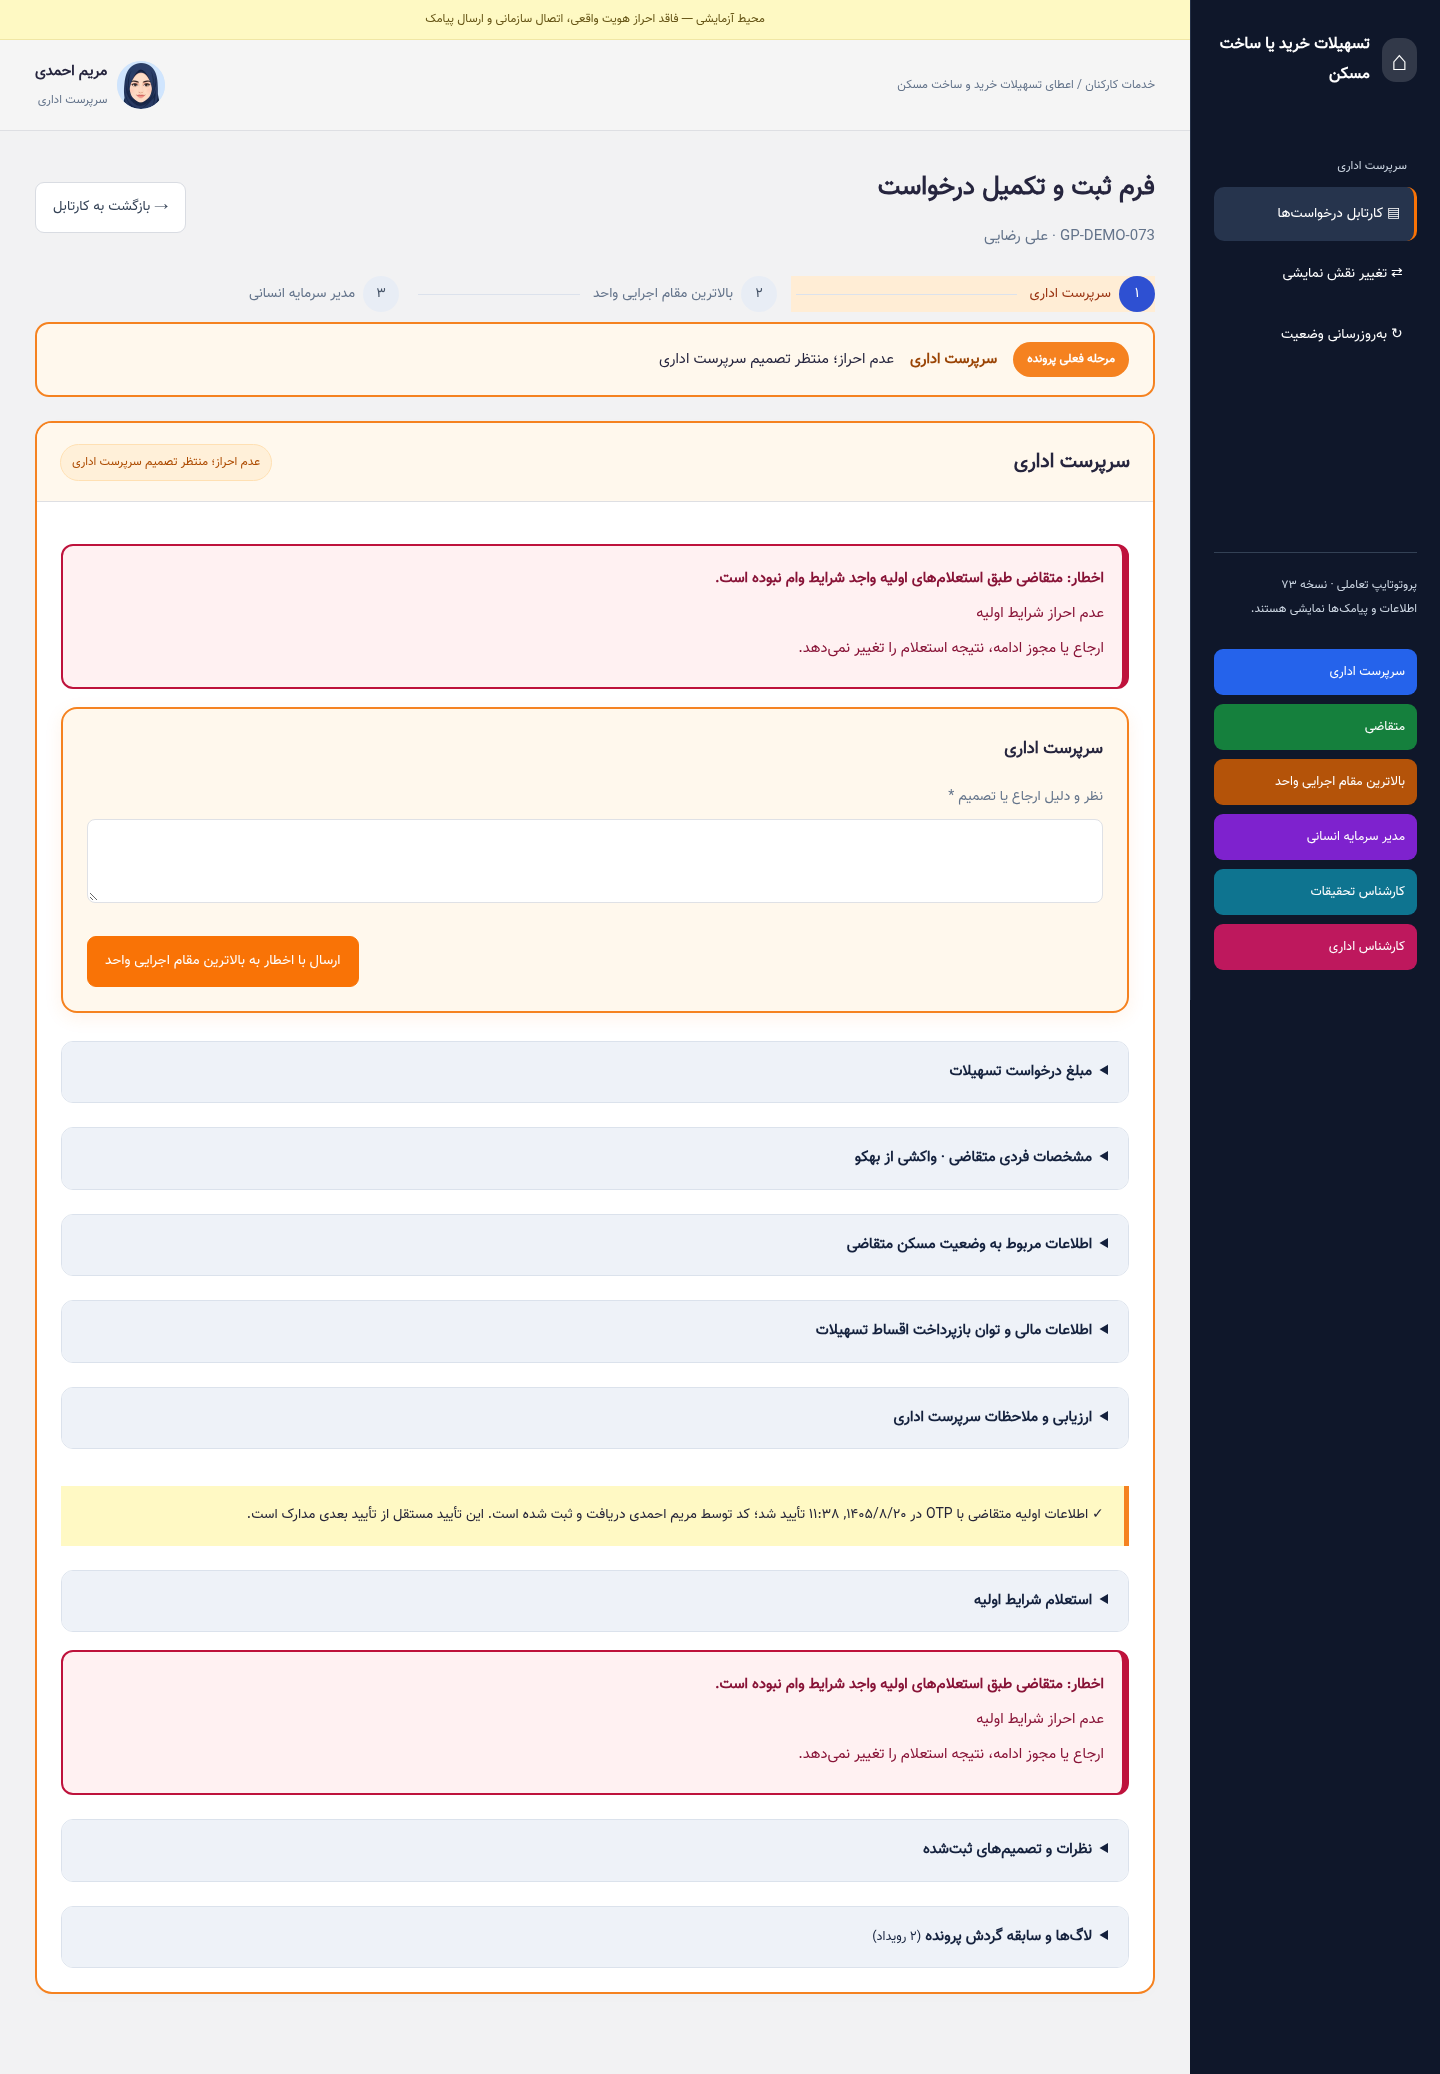 محیط آزمایشی — فاقد احراز هویت واقعی، اتصال سازمانی و ارسال پیامک
تسهیلات خرید یا ساخت
مسکن
سرپرست اداری
▤ کارتابل درخواست‌ها
⇄ تغییر نقش نمایشی
↻ به‌روزرسانی وضعیت
پروتوتایپ تعاملی · نسخه ۷۳
اطلاعات و پیامک‌ها نمایشی هستند.
سرپرست اداری
متقاضی
بالاترین مقام اجرایی واحد
مدیر سرمایه انسانی
کارشناس تحقیقات
کارشناس اداری
خدمات کارکنان / اعطای تسهیلات خرید و ساخت مسکن
مریم احمدی
سرپرست اداری
فرم ثبت و تکمیل درخواست
GP-DEMO-073 · علی رضایی
→ بازگشت به کارتابل
۱ سرپرست اداری
۲ بالاترین مقام اجرایی واحد
۳ مدیر سرمایه انسانی
مرحله فعلی پرونده سرپرست اداری عدم احراز؛ منتظر تصمیم سرپرست اداری
سرپرست اداری
عدم احراز؛ منتظر تصمیم سرپرست اداری
اخطار: متقاضی طبق استعلام‌های اولیه واجد شرایط وام نبوده است.
عدم احراز شرایط اولیه
ارجاع یا مجوز ادامه، نتیجه استعلام را تغییر نمی‌دهد.
سرپرست اداری
نظر و دلیل ارجاع یا تصمیم *
ارسال با اخطار به بالاترین مقام اجرایی واحد
مبلغ درخواست تسهیلات
مشخصات فردی متقاضی · واکشی از بهکو
اطلاعات مربوط به وضعیت مسکن متقاضی
اطلاعات مالی و توان بازپرداخت اقساط تسهیلات
ارزیابی و ملاحظات سرپرست اداری
✓ اطلاعات اولیه متقاضی با OTP در ۱۴۰۵/۸/۲۰, ۱۱:۳۸ تأیید شد؛ کد توسط مریم احمدی دریافت و ثبت شده است. این تأیید مستقل از تأیید بعدی مدارک است.
استعلام شرایط اولیه
اخطار: متقاضی طبق استعلام‌های اولیه واجد شرایط وام نبوده است.
عدم احراز شرایط اولیه
ارجاع یا مجوز ادامه، نتیجه استعلام را تغییر نمی‌دهد.
نظرات و تصمیم‌های ثبت‌شده
لاگ‌ها و سابقه گردش پرونده (۲ رویداد)